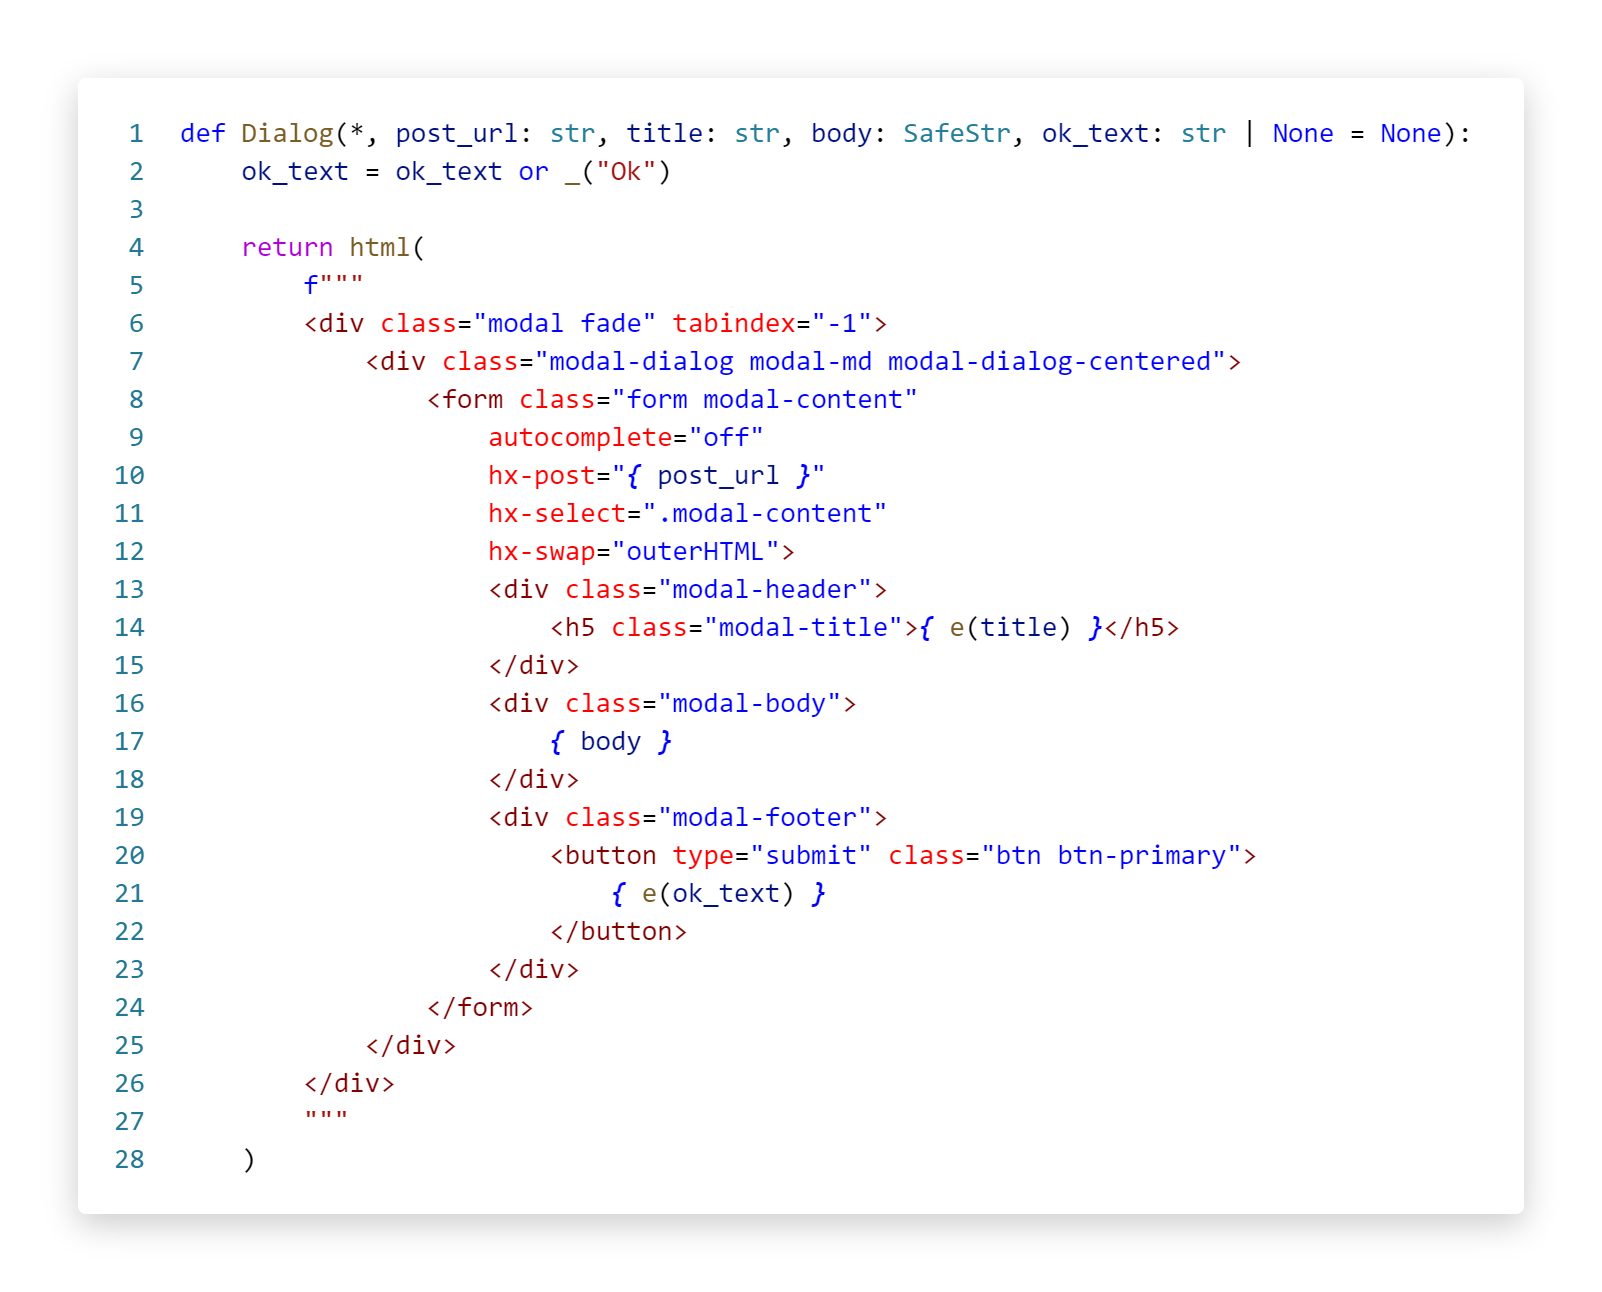 1 def Dialog(*, post_url: str, title: str, body: SafeStr, ok_text: str | None = None):
2     ok_text = ok_text or _("Ok")
3
4     return html(
5         f"""
6         <div class="modal fade" tabindex="-1">
7             <div class="modal-dialog modal-md modal-dialog-centered">
8                 <form class="form modal-content"
9                     autocomplete="off"
10                     hx-post="{ post_url }"
11                     hx-select=".modal-content"
12                     hx-swap="outerHTML">
13                     <div class="modal-header">
14                         <h5 class="modal-title">{ e(title) }</h5>
15                     </div>
16                     <div class="modal-body">
17                         { body }
18                     </div>
19                     <div class="modal-footer">
20                         <button type="submit" class="btn btn-primary">
21                             { e(ok_text) }
22                         </button>
23                     </div>
24                 </form>
25             </div>
26         </div>
27         """
28     )